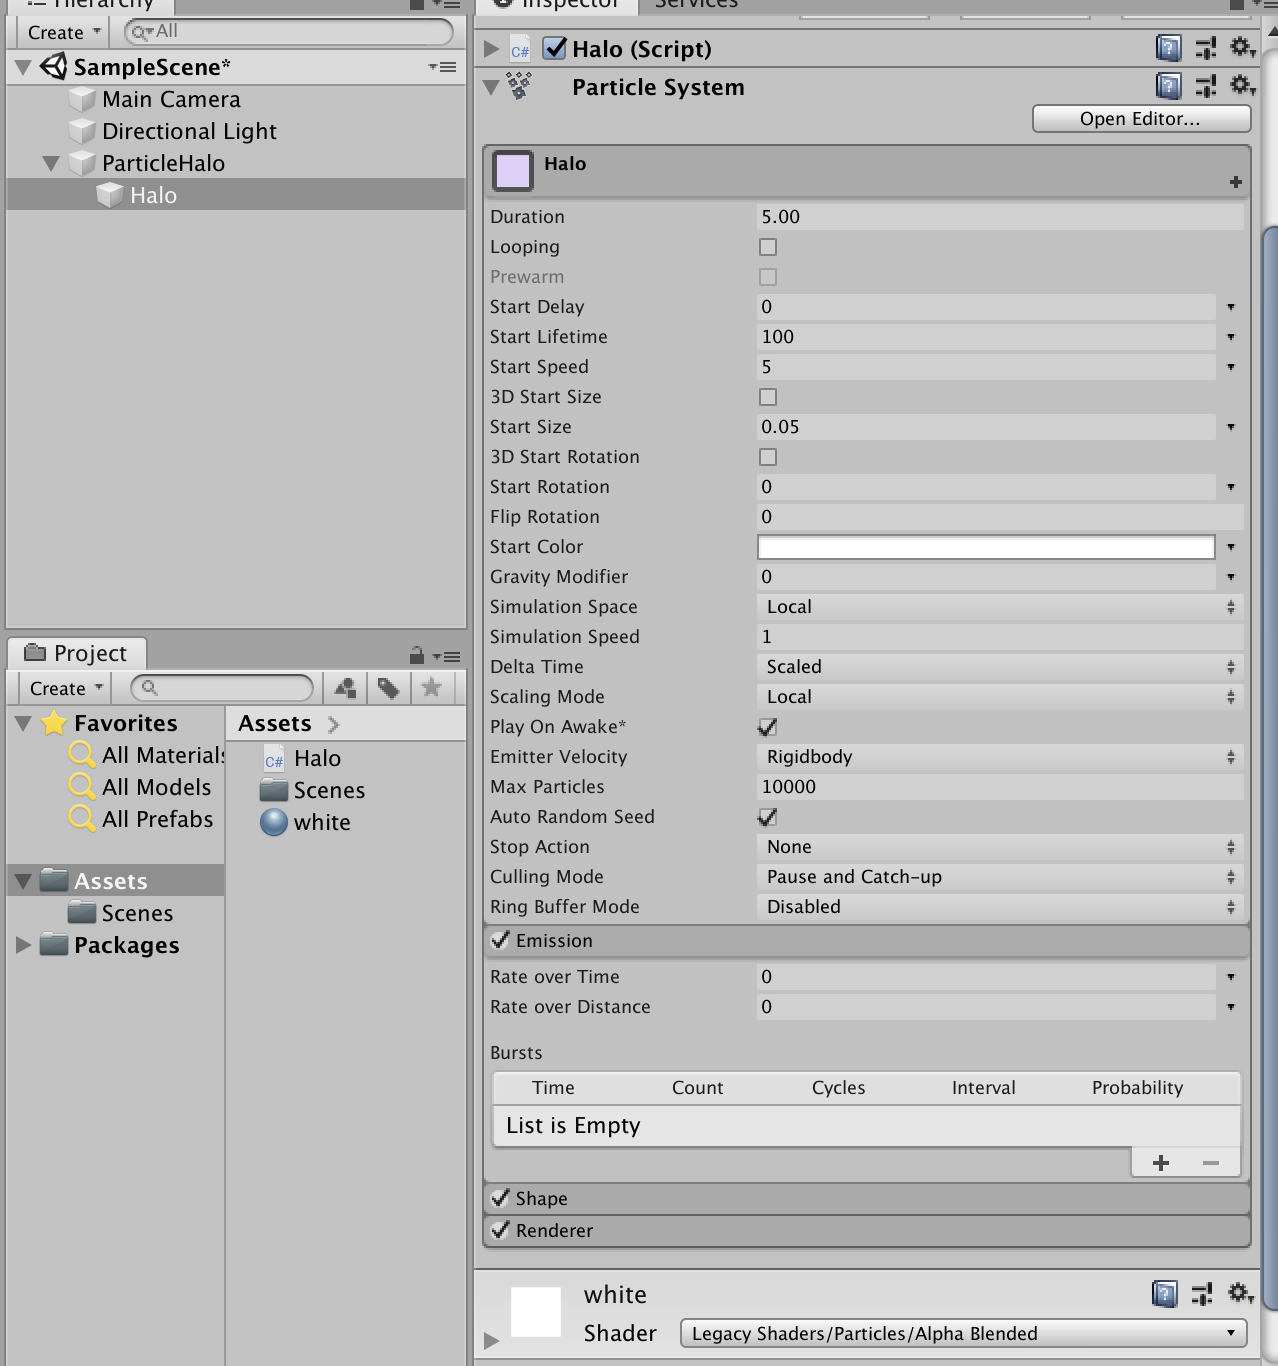 Hierarchy
Create
All
SampleScene*
Main Camera
Directional Light
ParticleHalo
Halo
Project
Create
Favorites
All Materials
All Models
All Prefabs
Assets
Scenes
Packages
Assets
C# Halo
Scenes
white
Inspector
Services
C# Halo (Script)
Particle System
Open Editor...
Halo
Duration 5.00
Looping
Prewarm
Start Delay 0
Start Lifetime 100
Start Speed 5
3D Start Size
Start Size 0.05
3D Start Rotation
Start Rotation 0
Flip Rotation 0
Start Color
Gravity Modifier 0
Simulation Space Local
Simulation Speed 1
Delta Time Scaled
Scaling Mode Local
Play On Awake*
Emitter Velocity Rigidbody
Max Particles 10000
Auto Random Seed
Stop Action None
Culling Mode Pause and Catch-up
Ring Buffer Mode Disabled
Emission
Rate over Time 0
Rate over Distance 0
Bursts
Time Count Cycles Interval Probability
List is Empty
Shape
Renderer
white
Shader Legacy Shaders/Particles/Alpha Blended